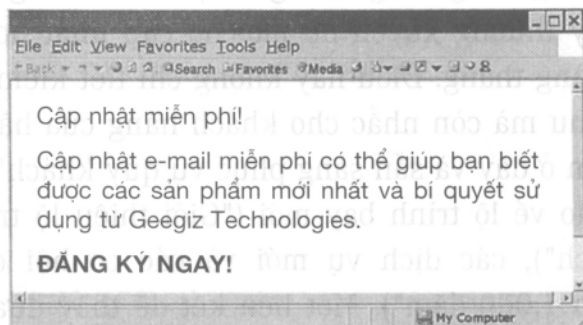 File Edit View Favorites Tools Help
Back Search Favorites Media
Cập nhật miễn phí!
Cập nhật e-mail miễn phí có thể giúp bạn biết
được các sản phẩm mới nhất và bí quyết sử
dụng từ Geegiz Technologies.
ĐĂNG KÝ NGAY!
My Computer